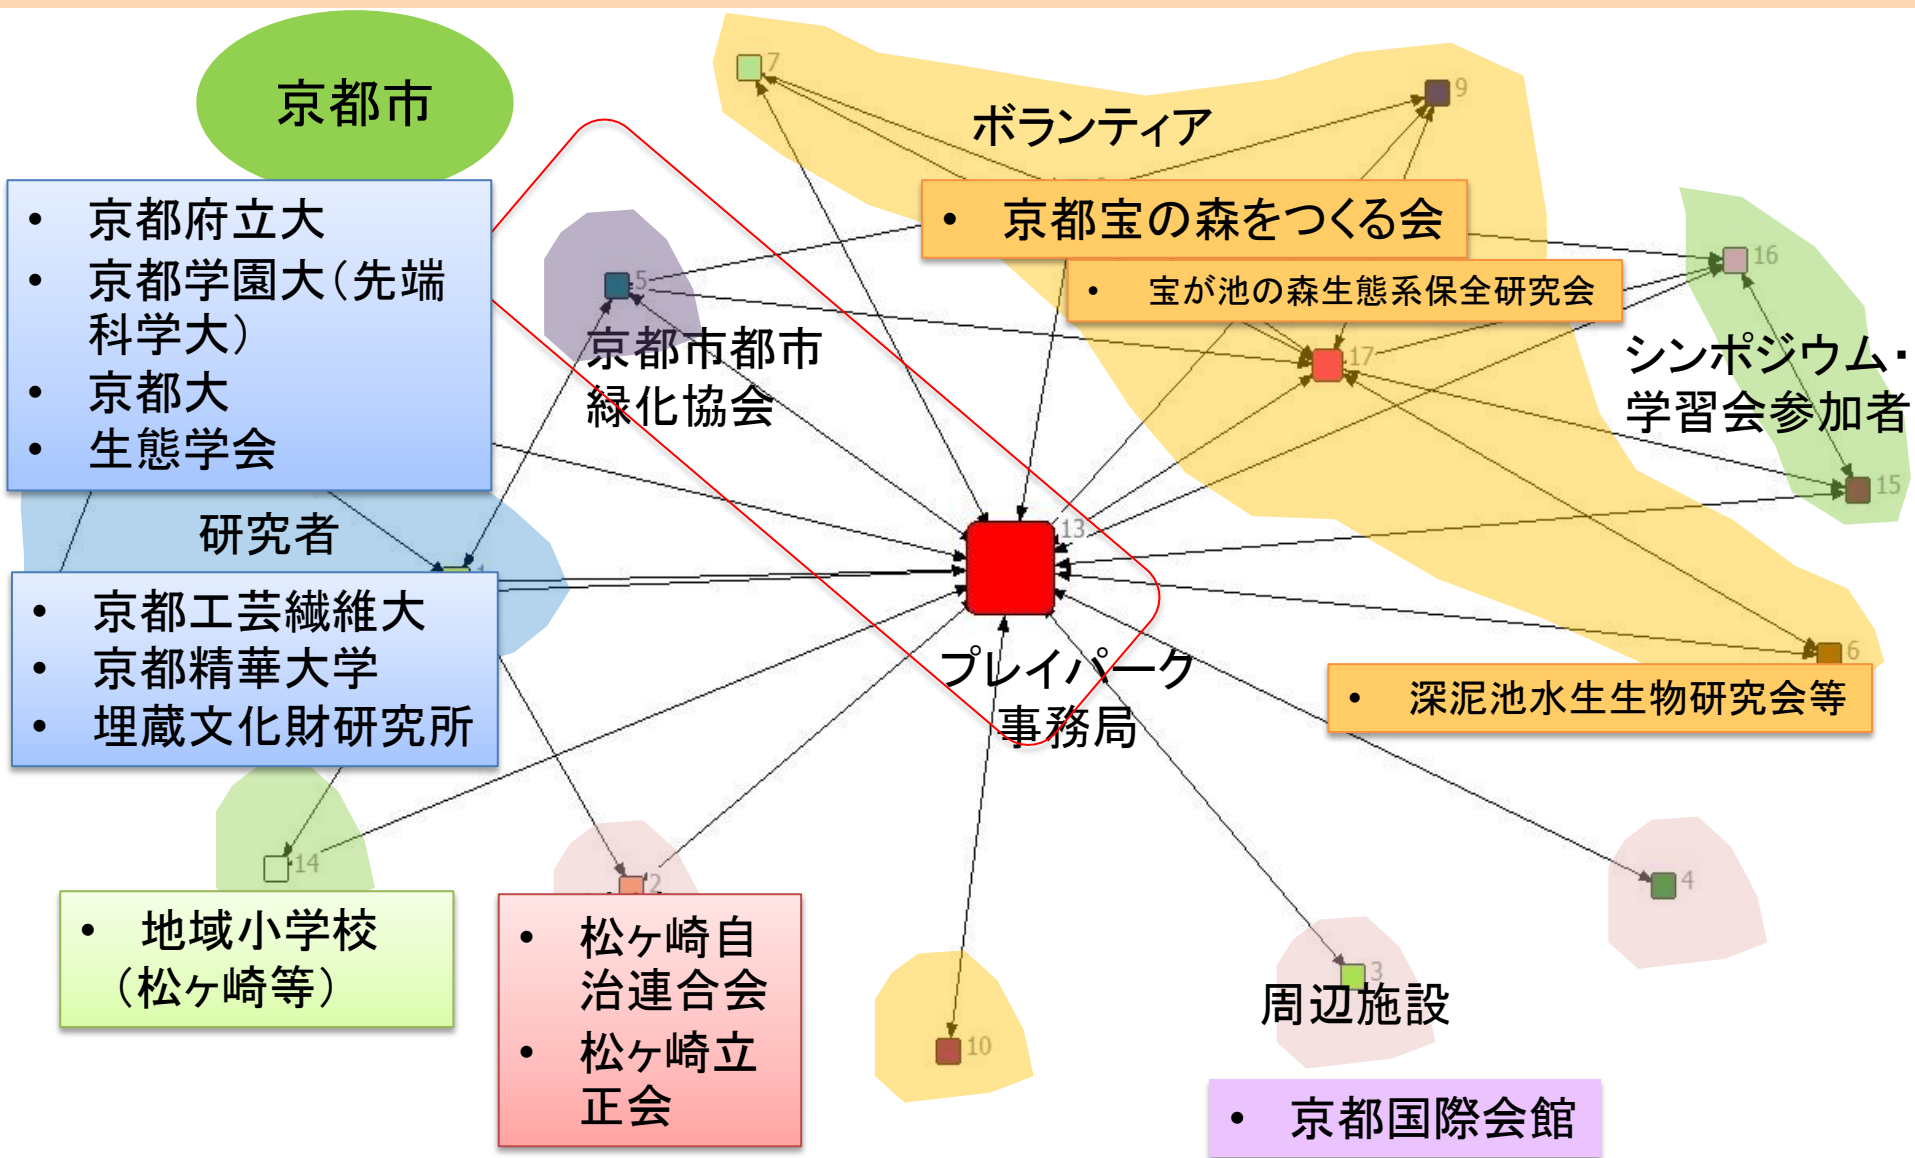 京都市
• 京都府立大
• 京都学園大(先端
科学大)
• 京都大
• 生態学会
研究者
1
• 京都工芸繊維大
• 京都精華大学
• 埋蔵文化財研究所
14
• 地域小学校
(松ヶ崎等)
5
京都市都市
緑化協会
2
• 松ヶ崎自
治連合会
• 松ヶ崎立
正会
7
9
ボランティア
• 京都宝の森をつくる会
• 宝が池の森生態系保全研究会
17
16
シンポジウム・
学習会参加者
15
13
プレイパーク
事務局
6
• 深泥池水生生物研究会等
4
3
周辺施設
10
• 京都国際会館